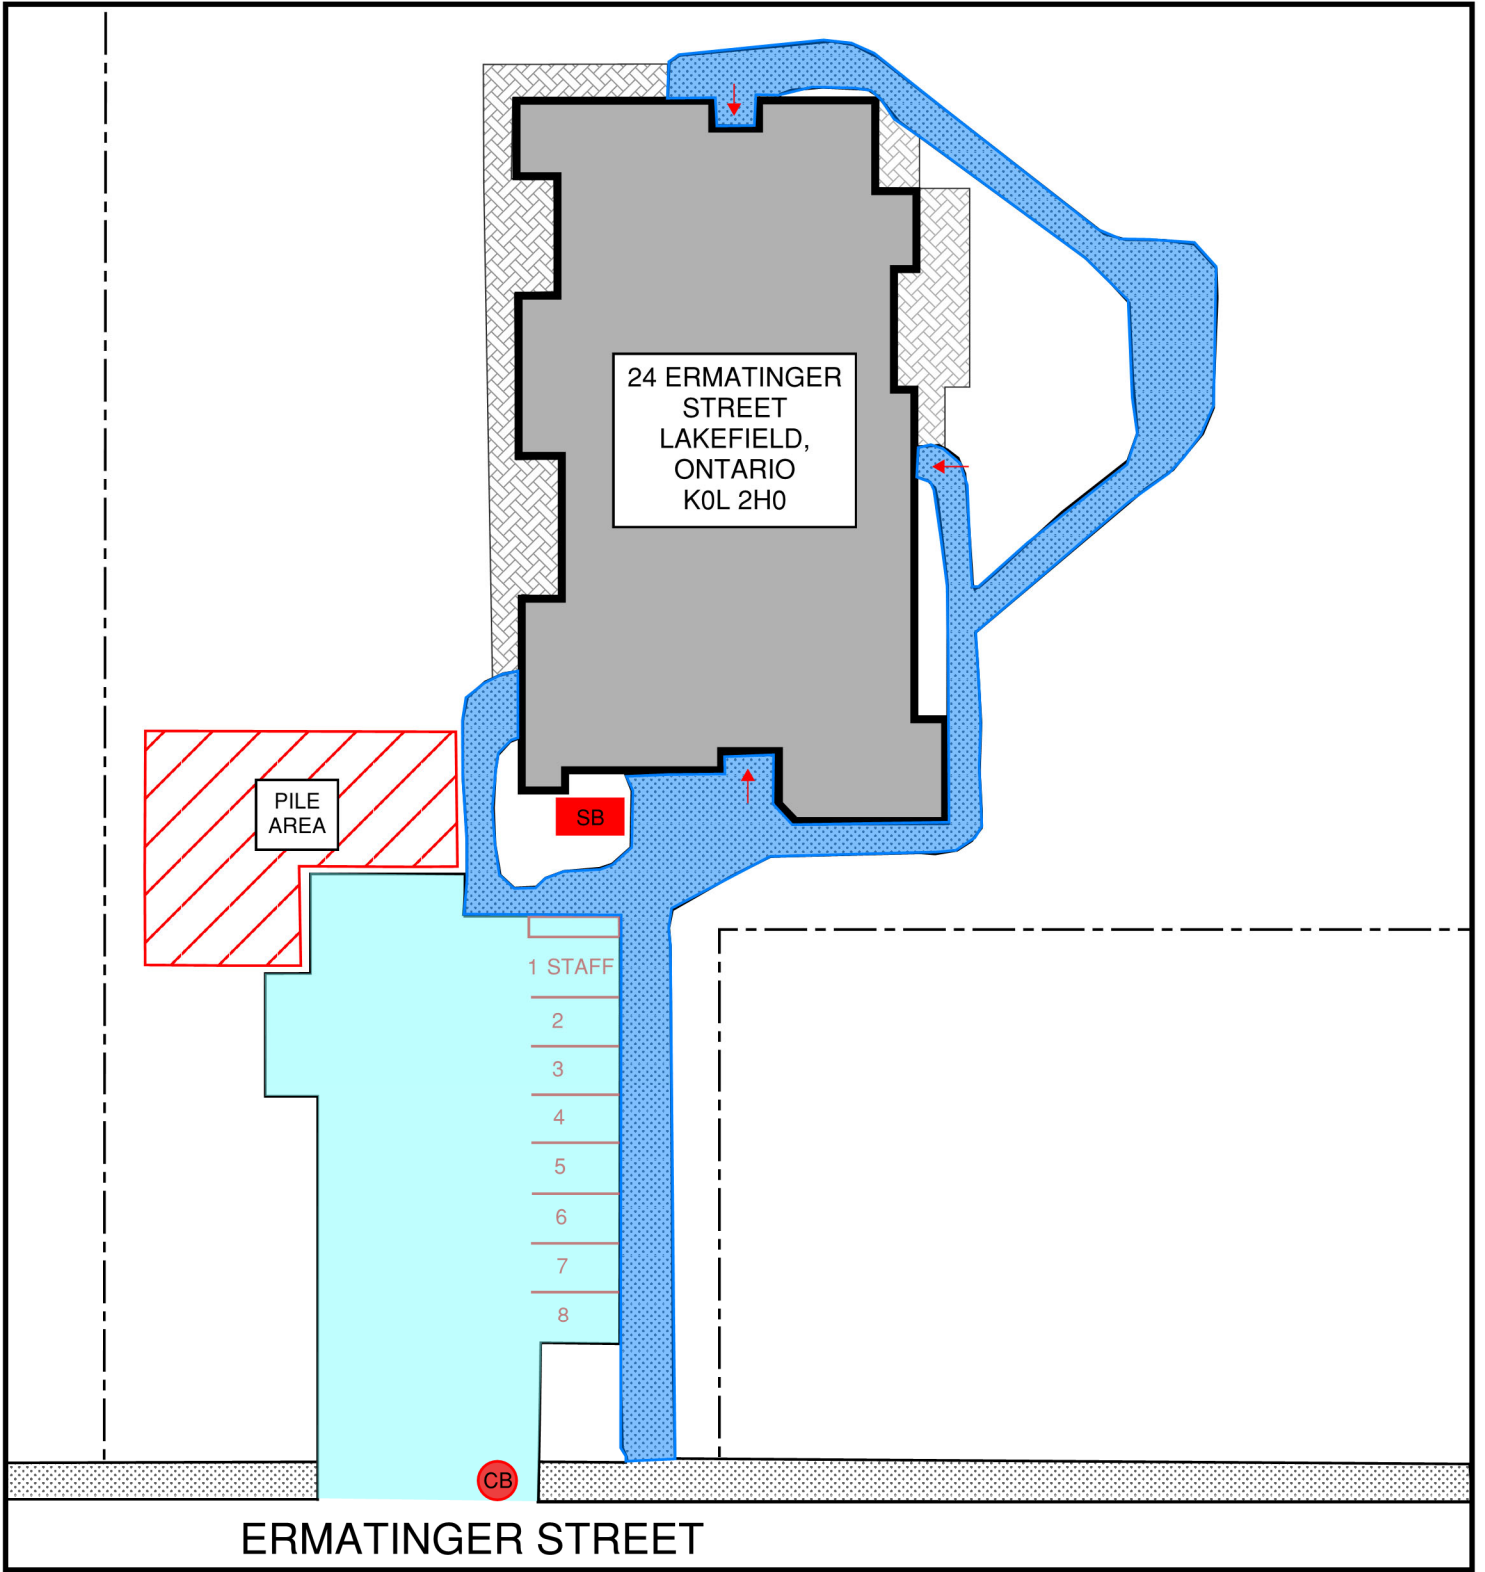 24 ERMATINGER
STREET
LAKEFIELD,
ONTARIO
K0L 2H0
PILE
AREA
SB
1 STAFF
2
3
4
5
6
7
8
CB
ERMATINGER STREET